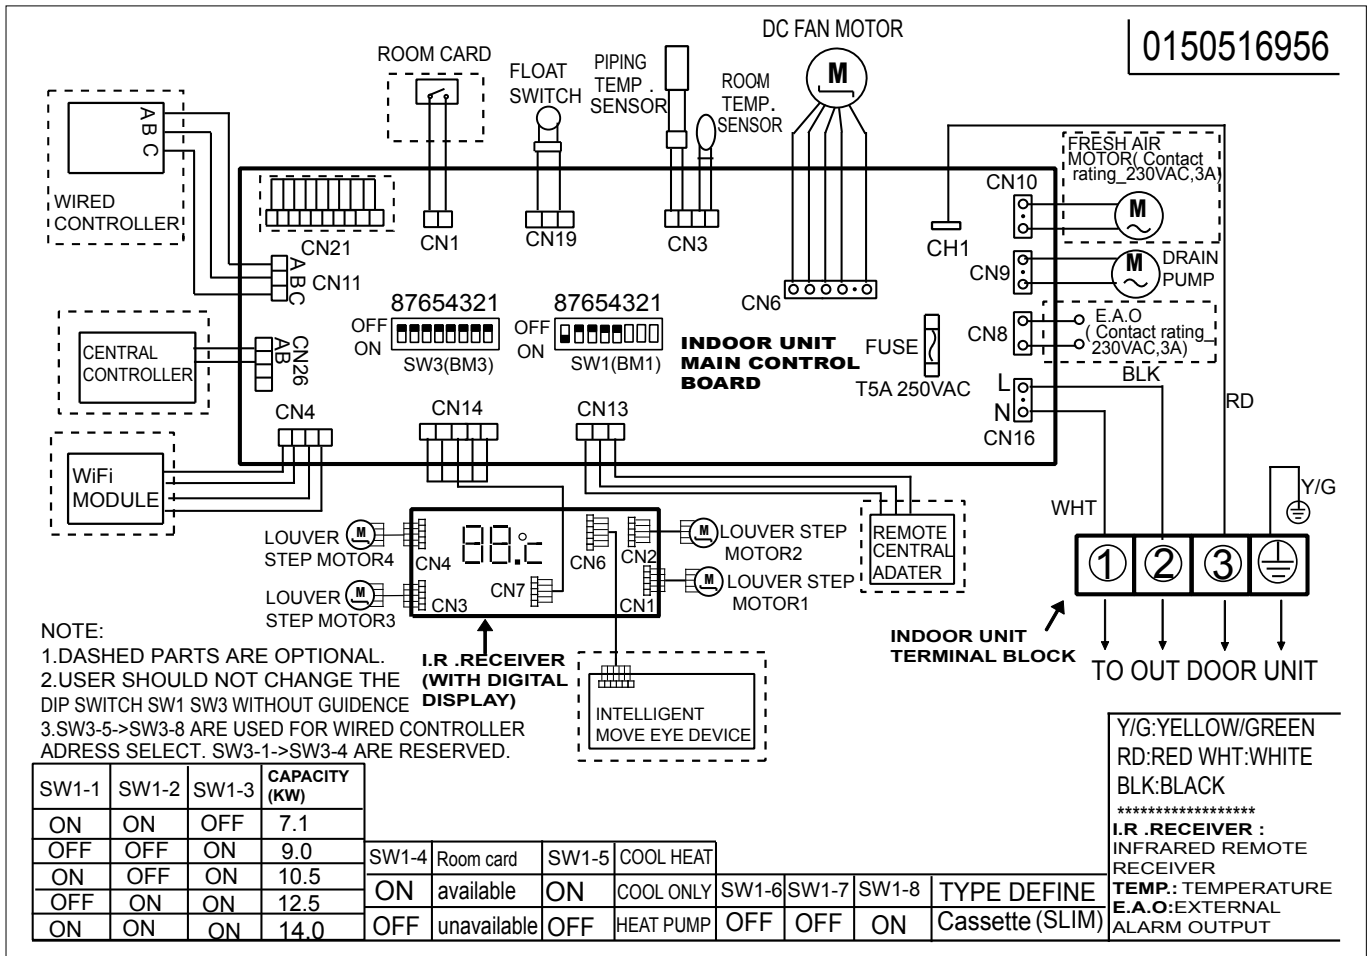 0150516956
DC FAN MOTOR
ROOM CARD
FLOAT
SWITCH
PIPING
TEMP .
SENSOR
ROOM
TEMP.
SENSOR
M
A
B
C
WIRED
CONTROLLER
FRESH AIR
MOTOR( Contact
rating_230VAC,3A)
M
CN10
CN21
CN1
CN19
CN3
CH1
CN6
A
B
C
CN11
CN9
M
DRAIN
PUMP
87654321
OFF
ON
SW3(BM3)
87654321
OFF
ON
SW1(BM1)
INDOOR UNIT
MAIN CONTROL
BOARD
FUSE
T5A 250VAC
CN8
E.A.O
( Contact rating_
230VAC,3A)
CENTRAL
CONTROLLER
A
B
CN26
L
N
CN16
BLK
RD
CN4
CN14
CN13
WiFi
MODULE
WHT
Y/G
LOUVER
STEP MOTOR4
M
CN4
88.°c
CN6
CN2
M
LOUVER STEP
MOTOR2
REMOTE
CENTRAL
ADATER
LOUVER
STEP MOTOR3
M
CN3
CN7
CN1
M
LOUVER STEP
MOTOR1
1
2
3
INDOOR UNIT
TERMINAL BLOCK
TO OUT DOOR UNIT
I.R .RECEIVER
(WITH DIGITAL
DISPLAY)
INTELLIGENT
MOVE EYE DEVICE
NOTE:
1.DASHED PARTS ARE OPTIONAL.
2.USER SHOULD NOT CHANGE THE
DIP SWITCH SW1 SW3 WITHOUT GUIDENCE
3.SW3-5->SW3-8 ARE USED FOR WIRED CONTROLLER
ADRESS SELECT. SW3-1->SW3-4 ARE RESERVED.
SW1-1 SW1-2 SW1-3 CAPACITY (KW)
ON ON OFF 7.1
OFF OFF ON 9.0
ON OFF ON 10.5
OFF ON ON 12.5
ON ON ON 14.0
SW1-4 Room card SW1-5 COOL HEAT
ON available ON COOL ONLY SW1-6 SW1-7 SW1-8 TYPE DEFINE
OFF unavailable OFF HEAT PUMP OFF OFF ON Cassette (SLIM)
Y/G:YELLOW/GREEN
RD:RED WHT:WHITE
BLK:BLACK
******************
I.R .RECEIVER :
INFRARED REMOTE
RECEIVER
TEMP.: TEMPERATURE
E.A.O:EXTERNAL
ALARM OUTPUT